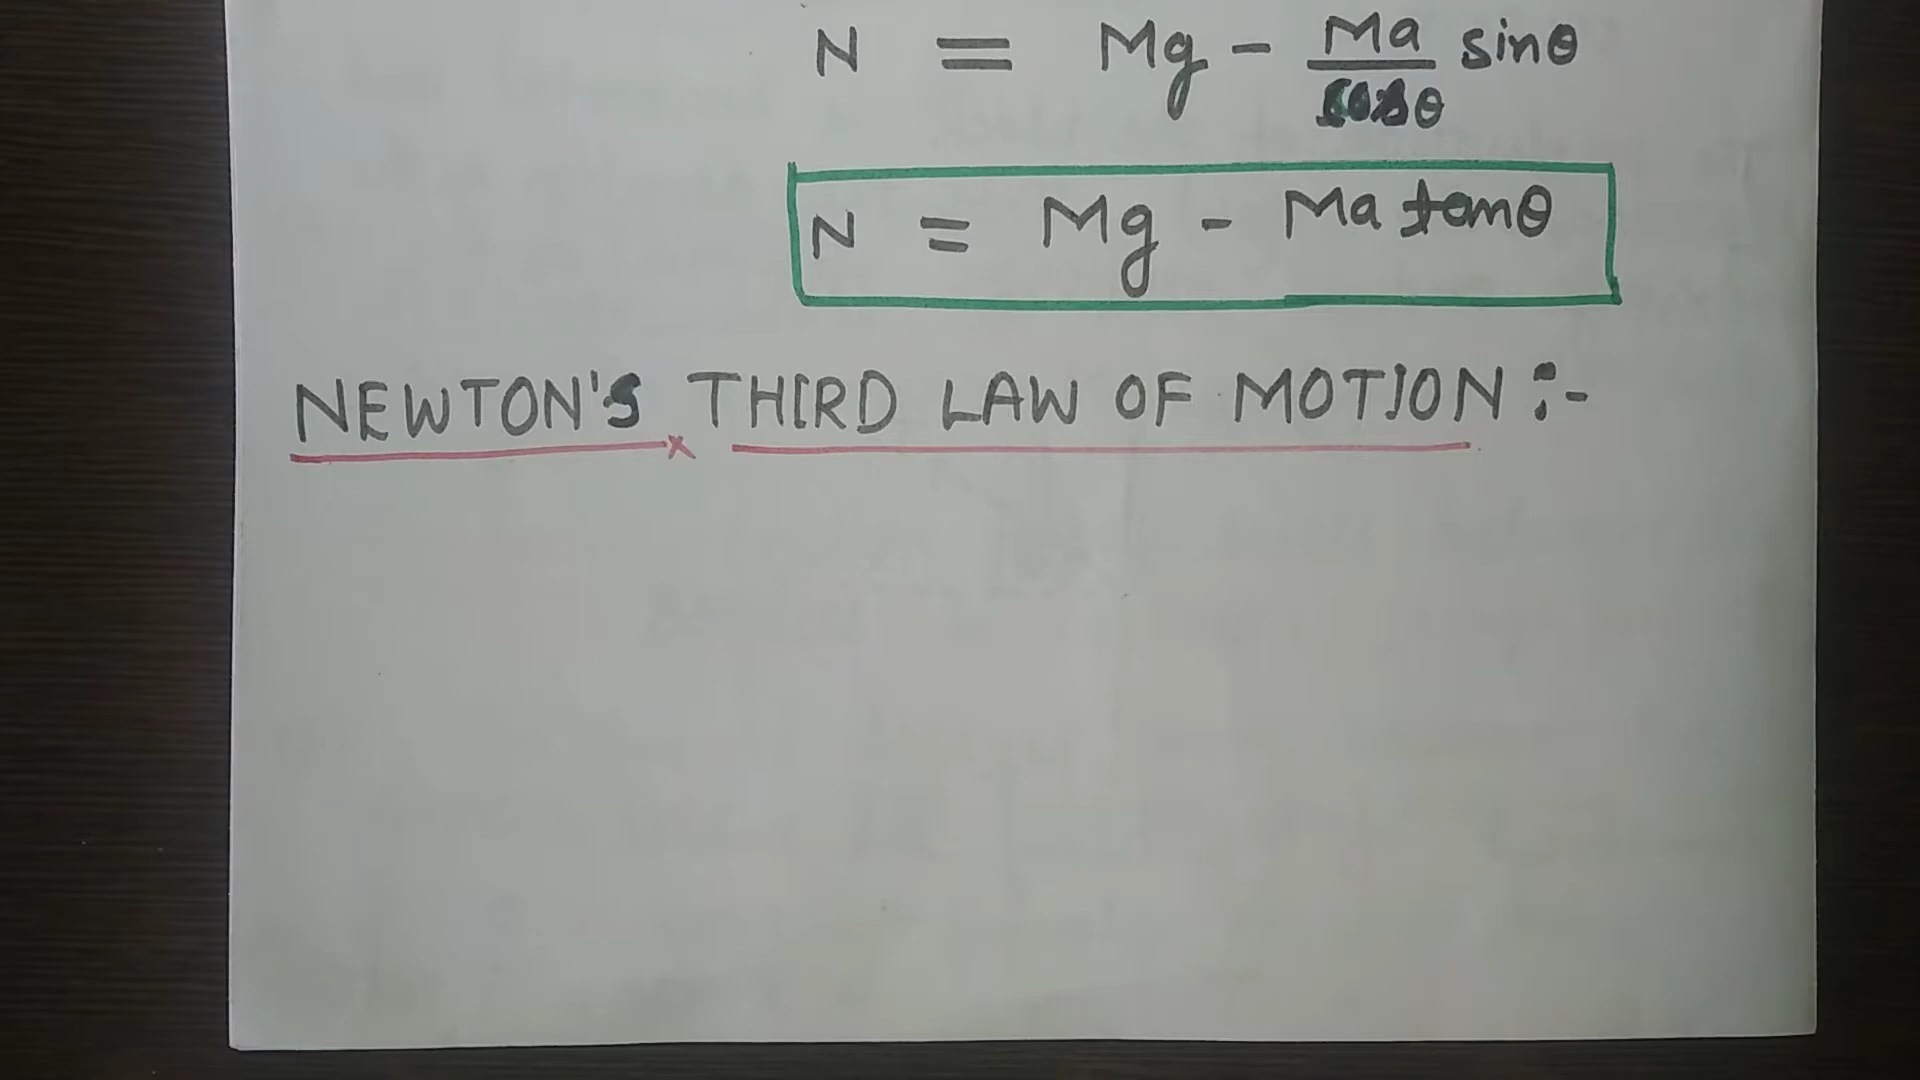 N = Mg - Ma/cosθ sinθ
N = Mg - Ma tanθ
NEWTON'S THIRD LAW OF MOTION :-